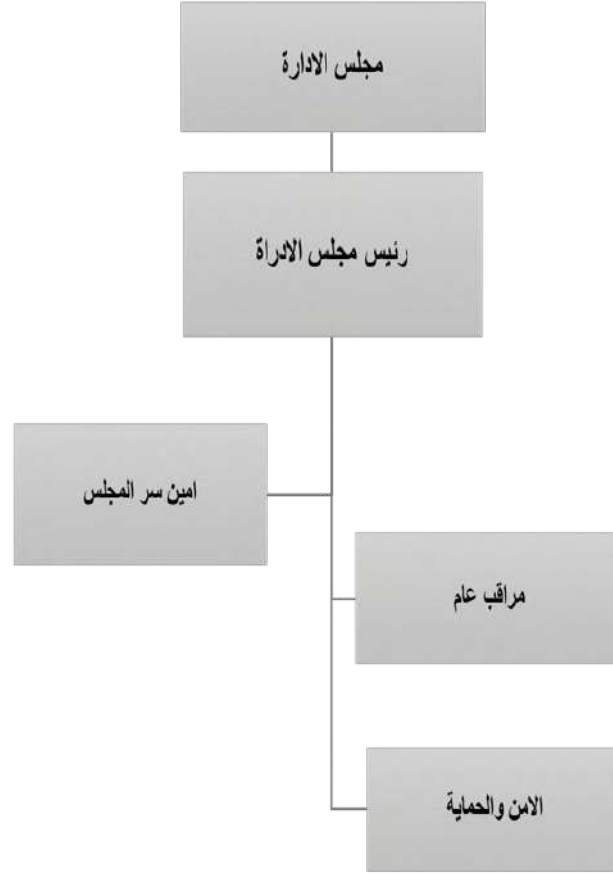 مجلس الادارة
رئيس مجلس الادراة
امين سر المجلس
مراقب عام
الامن والحماية